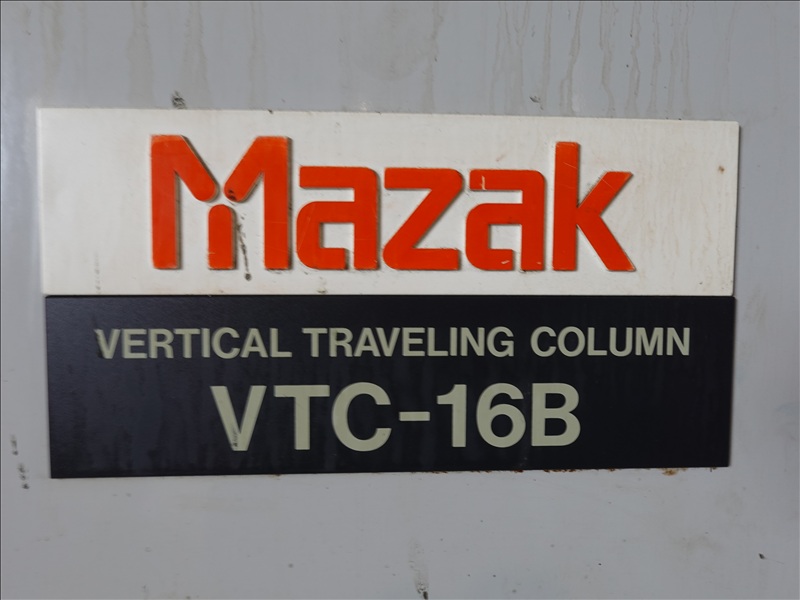 Mazak
VERTICAL TRAVELING COLUMN
VTC-16B